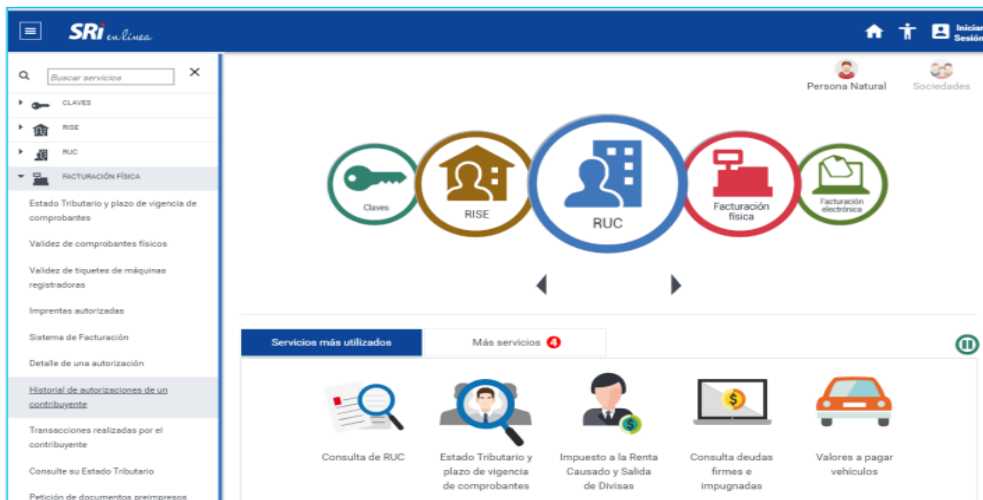 SRi en línea
Iniciar
Sesión
Buscar servicios
CLAVES
RISE
RUC
FACTURACIÓN FÍSICA
Estado Tributario y plazo de vigencia de
comprobantes
Validez de comprobantes físicos
Validez de tiquetes de máquinas
registradoras
Imprentas autorizadas
Sistema de Facturación
Detalle de una autorización
Historial de autorizaciones de un
contribuyente
Transacciones realizadas por el
contribuyente
Consulte su Estado Tributario
Petición de documentos preimpresos
Persona Natural
Sociedades
Claves
RISE
RUC
Facturación
física
Facturación
electrónica
Servicios más utilizados
Más servicios 4
Consulta de RUC
Estado Tributario y
plazo de vigencia
de comprobantes
Impuesto a la Renta
Causado y Salida
de Divisas
Consulta deudas
firmes e
impugnadas
Valores a pagar
vehículos